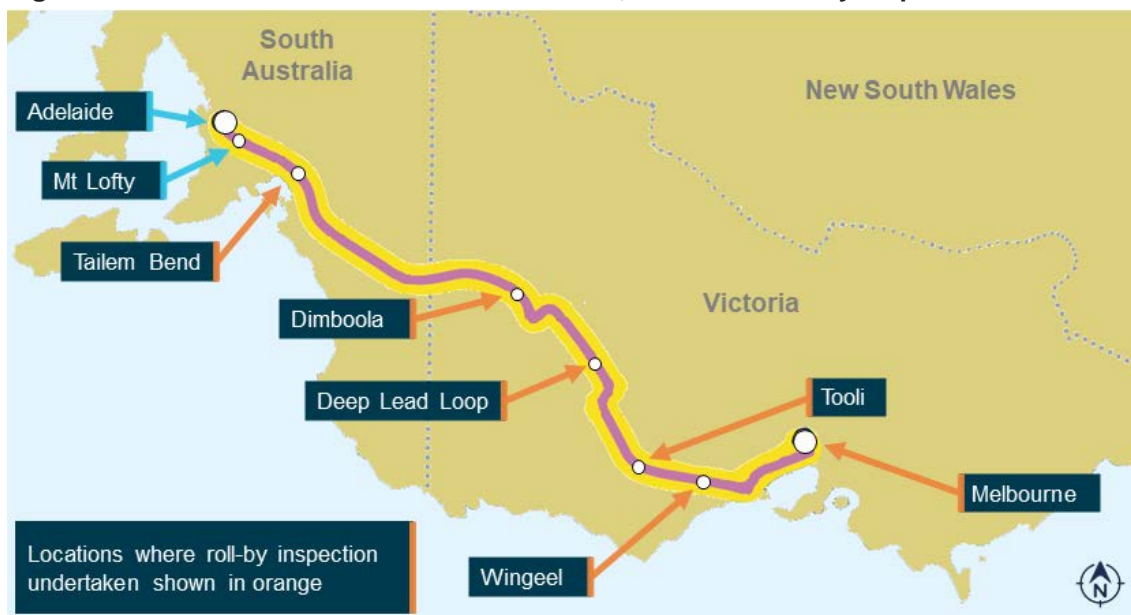 South
Australia
New South Wales
Adelaide
Mt Lofty
Tailem Bend
Dimboola
Victoria
Deep Lead Loop
Tooli
Melbourne
Wingeel
Locations where roll-by inspection
undertaken shown in orange
N